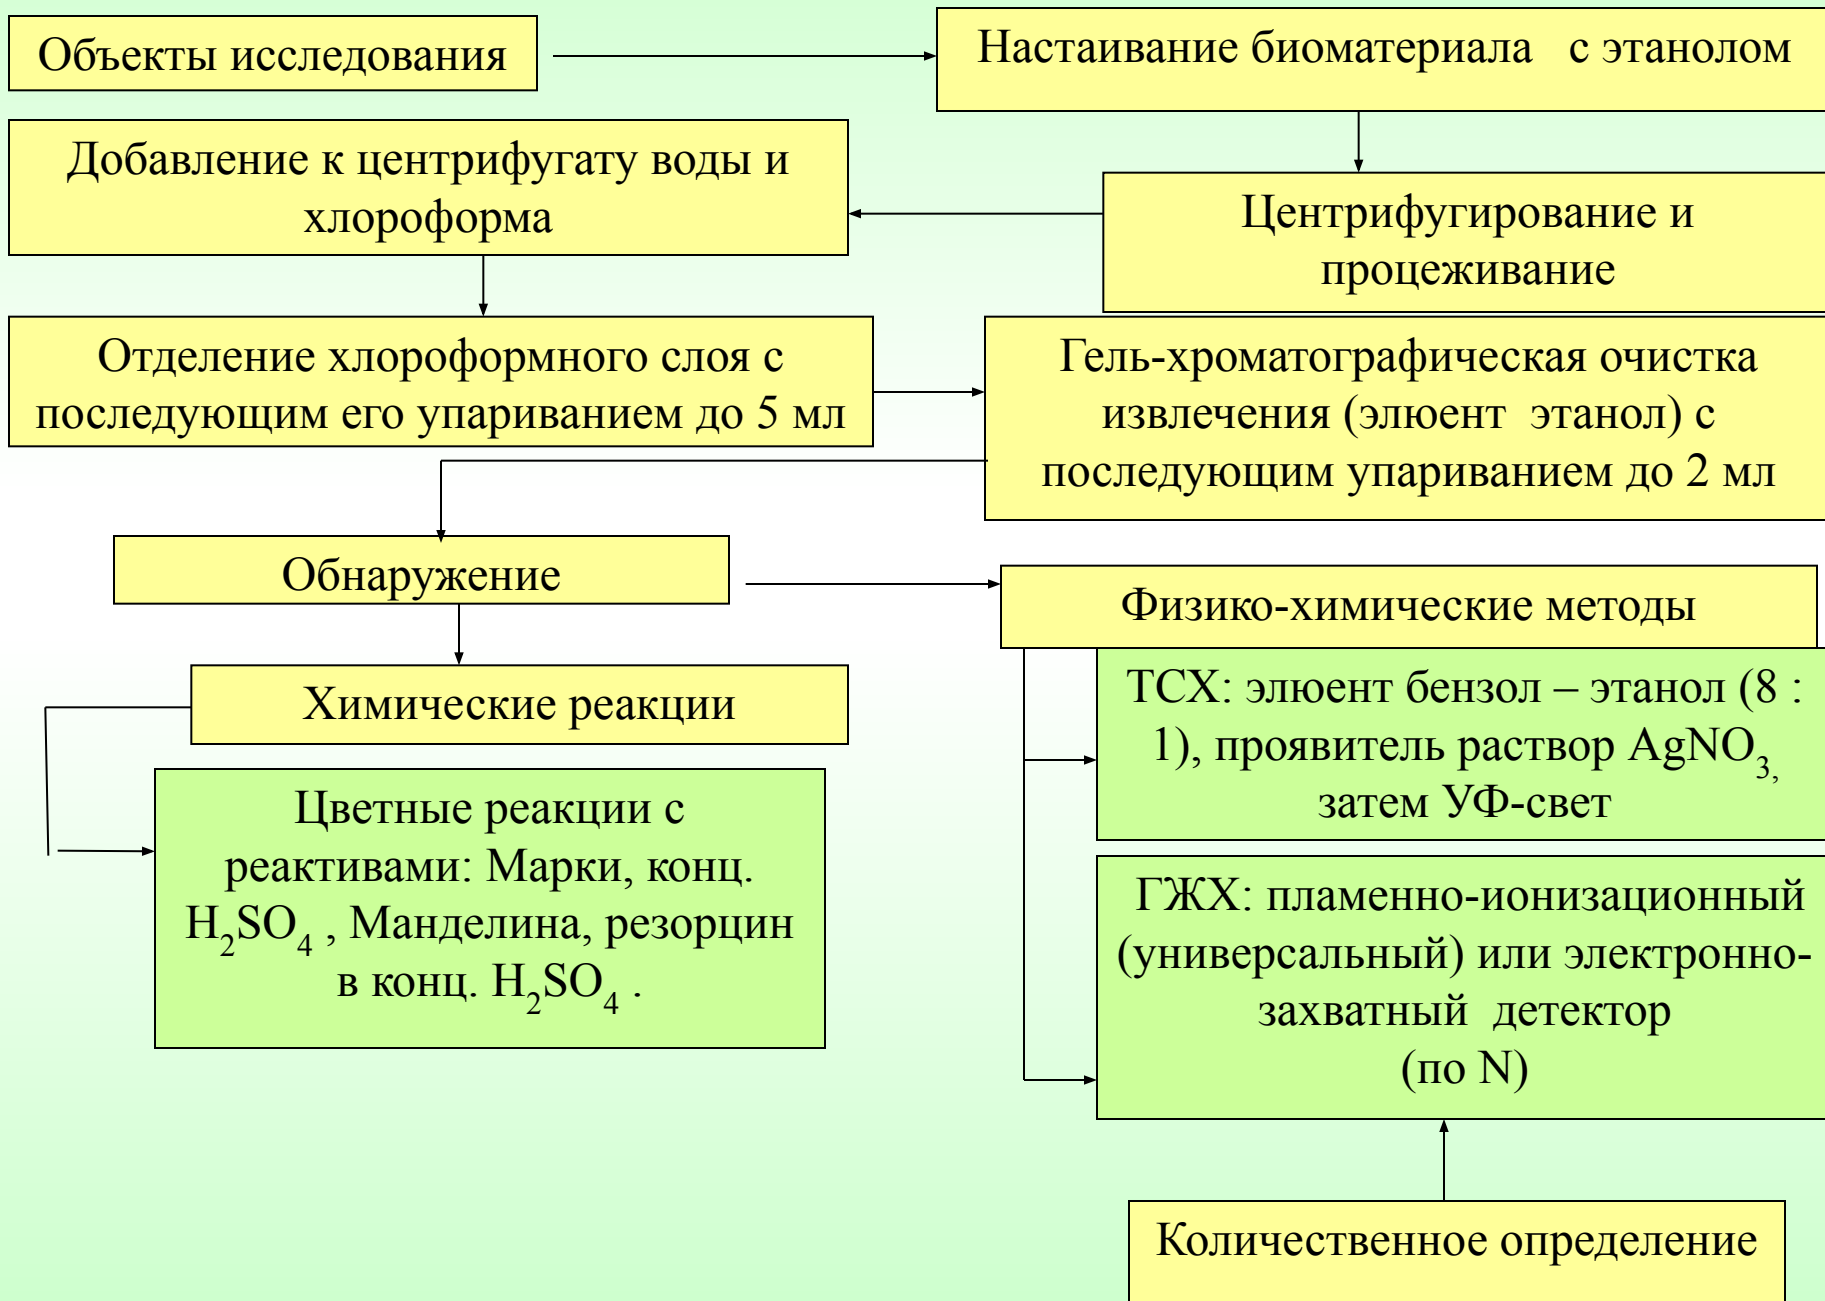 Объекты исследования
Настаивание биоматериала с этанолом
Добавление к центрифугату воды и
хлороформа
Центрифугирование и
процеживание
Отделение хлороформного слоя с
последующим его упариванием до 5 мл
Гель-хроматографическая очистка
извлечения (элюент этанол) с
последующим упариванием до 2 мл
Обнаружение
Физико-химические методы
Химические реакции
ТСХ: элюент бензол – этанол (8 :
1), проявитель раствор AgNO₃,
затем УФ-свет
Цветные реакции с
реактивами: Марки, конц.
H₂SO₄ , Манделина, резорцин
в конц. H₂SO₄ .
ГЖХ: пламенно-ионизационный
(универсальный) или электронно-
захватный детектор
(по N)
Количественное определение